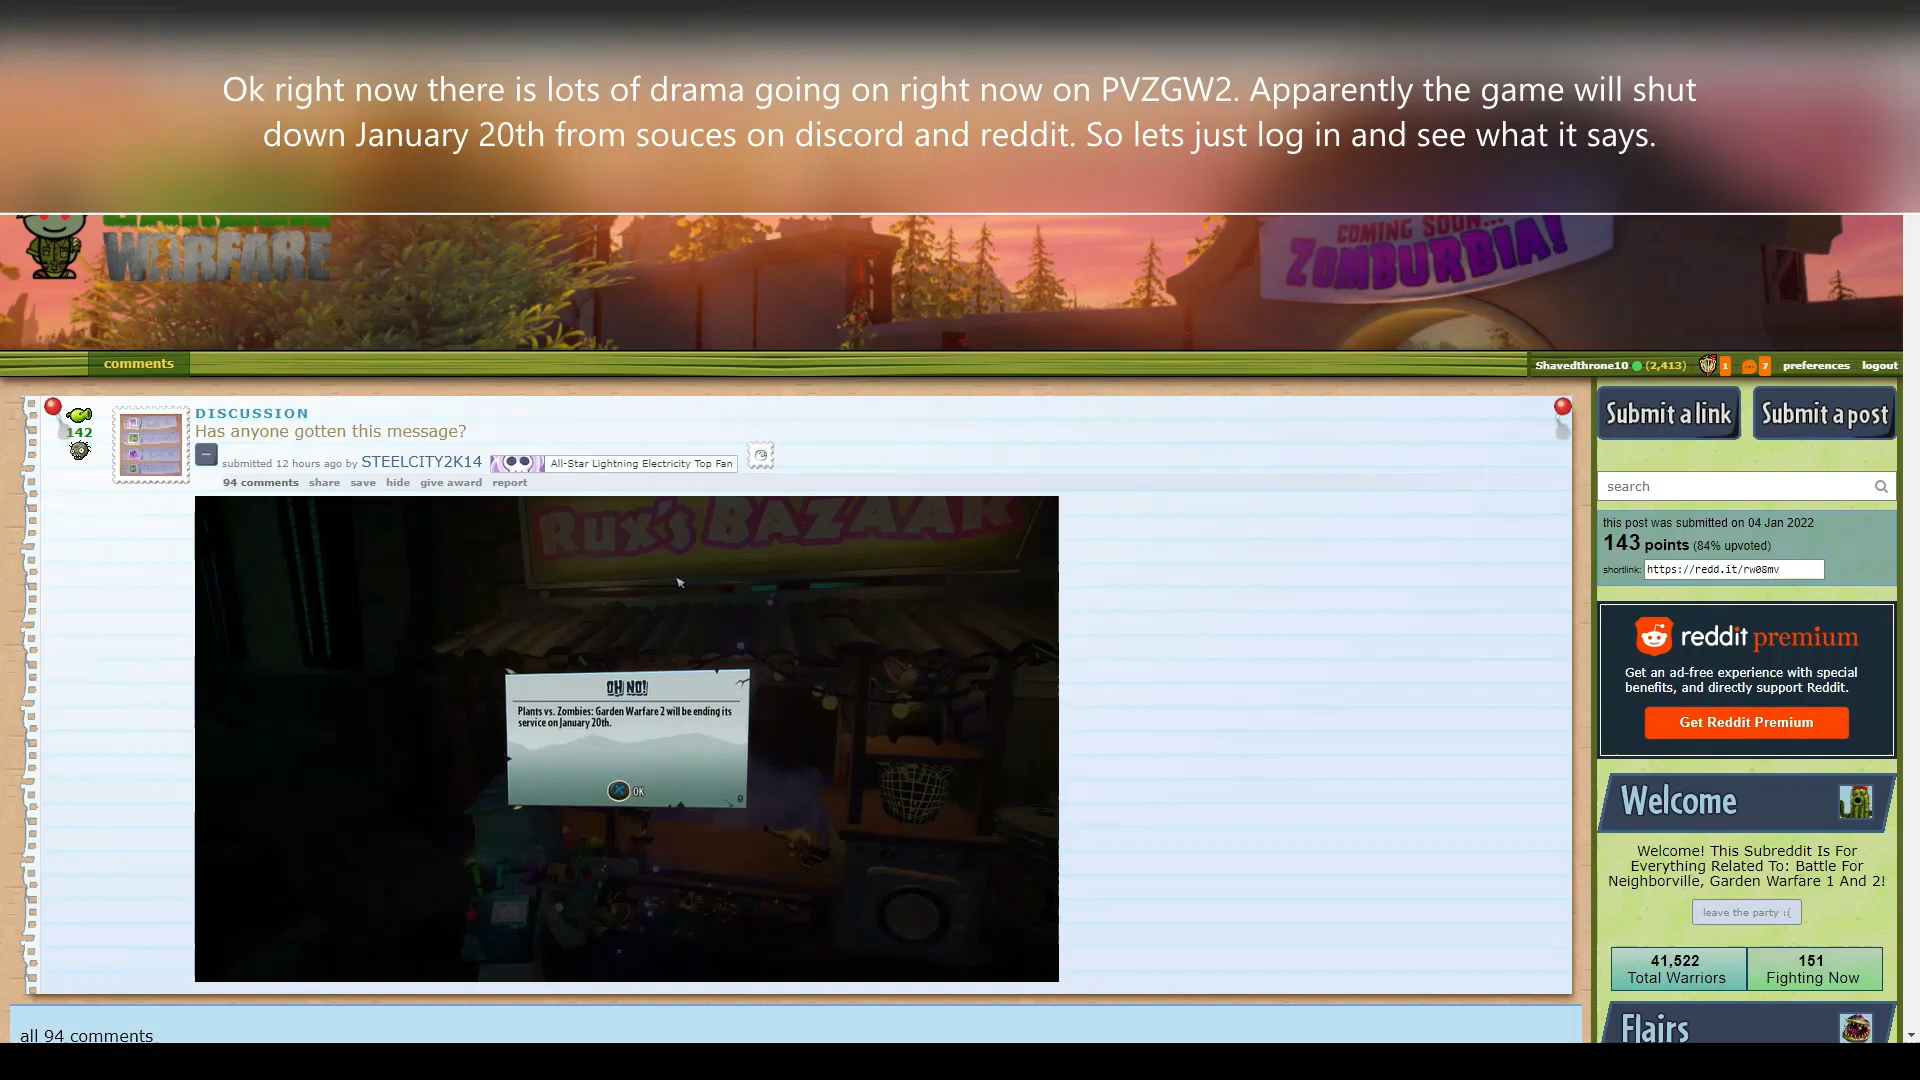 Ok right now there is lots of drama going on right now on PVZGW2. Apparently the game will shut
down January 20th from souces on discord and reddit. So lets just log in and see what it says.
GARDEN
WARFARE
COMING SOON...
ZOMBURBIA!
comments
Shavedthrone10 (2,413) 1 7 preferences logout
142
DISCUSSION
Has anyone gotten this message?
submitted 12 hours ago by STEELCITY2K14 All-Star Lightning Electricity Top Fan
94 comments share save hide give award report
RUX'S BAZAAR
OH NO!
Plants vs. Zombies: Garden Warfare 2 will be ending its
service on January 20th.
OK
all 94 comments
Submit a link Submit a post
search
this post was submitted on 04 Jan 2022
143 points (84% upvoted)
shortlink: https://redd.it/rw08mv
reddit premium
Get an ad-free experience with special
benefits, and directly support Reddit.
Get Reddit Premium
Welcome
Welcome! This Subreddit Is For
Everything Related To: Battle For
Neighborville, Garden Warfare 1 And 2!
leave the party :(
41,522 151
Total Warriors Fighting Now
Flairs